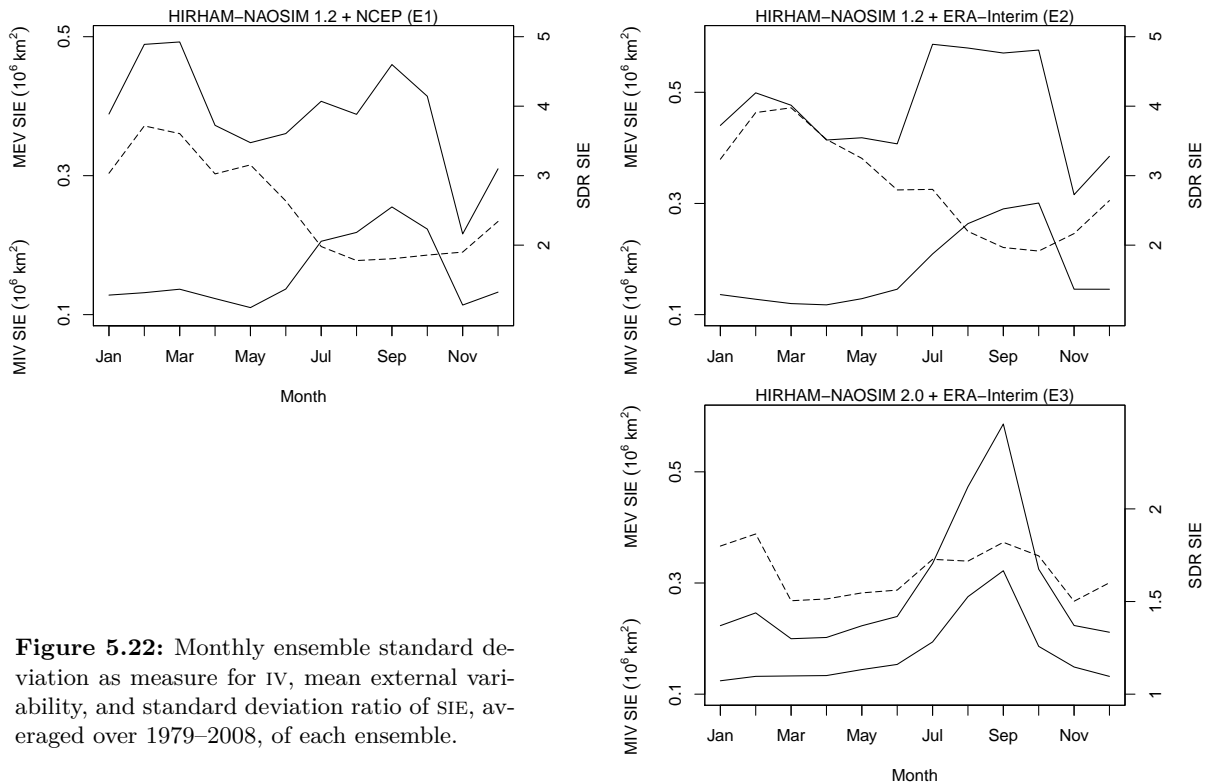 HIRHAM−NAOSIM 1.2 + NCEP (E1)
MEV SIE (10⁶ km²)
MIV SIE (10⁶ km²)
0.5
0.3
0.1
5
4
3
2
SDR SIE
Jan Mar May Jul Sep Nov
Month
HIRHAM−NAOSIM 1.2 + ERA−Interim (E2)
MEV SIE (10⁶ km²)
MIV SIE (10⁶ km²)
0.5
0.3
0.1
5
4
3
2
SDR SIE
Jan Mar May Jul Sep Nov
HIRHAM−NAOSIM 2.0 + ERA−Interim (E3)
MEV SIE (10⁶ km²)
MIV SIE (10⁶ km²)
0.5
0.3
0.1
2
1.5
1
SDR SIE
Jan Mar May Jul Sep Nov
Month
Figure 5.22: Monthly ensemble standard de-
viation as measure for IV, mean external vari-
ability, and standard deviation ratio of SIE, av-
eraged over 1979–2008, of each ensemble.